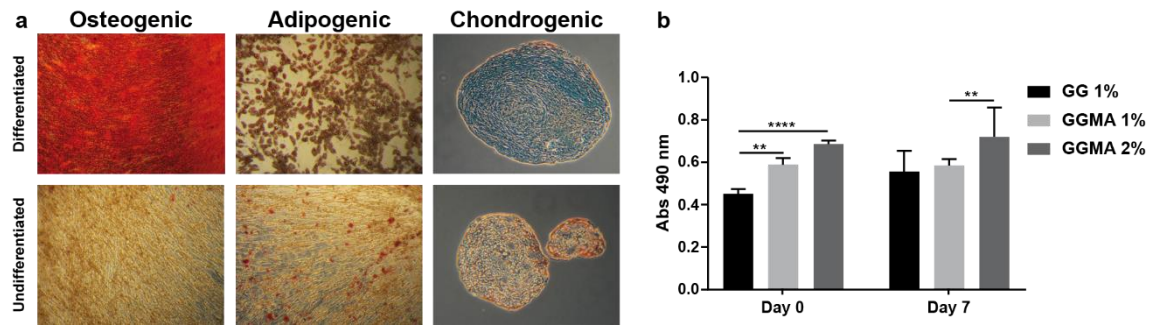 a
Osteogenic Adipogenic Chondrogenic
Differentiated
Undifferentiated
b
Abs 490 nm
1.0
0.8
0.6
0.4
0.2
0.0
** ****
**
Day 0 Day 7
GG 1%
GGMA 1%
GGMA 2%